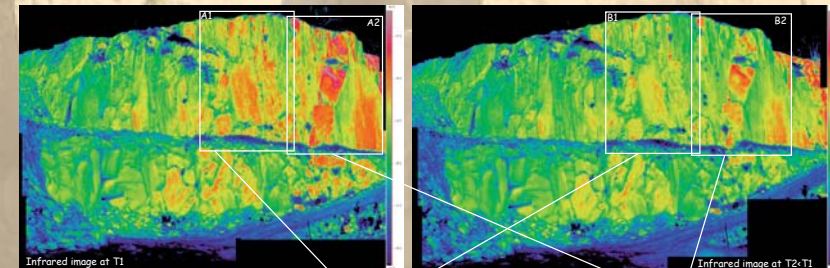 A1
A2
B1
B2
Infrared image at T1
Infrared image at T2<T1